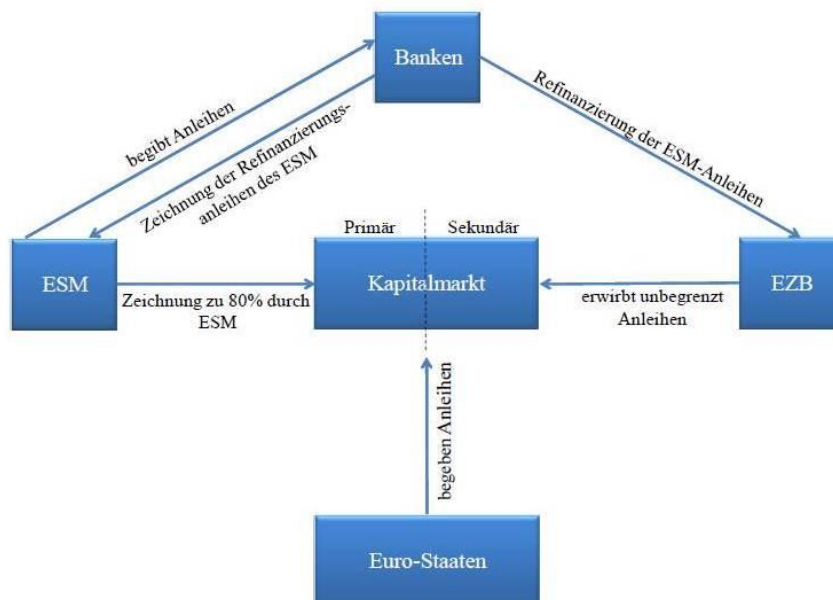 Banken
begibt Anleihen
Zeichnung der Refinanzierungs-
anleihen des ESM
Refinanzierung der ESM-Anleihen
Primär
Sekundär
ESM
Kapitalmarkt
EZB
Zeichnung zu 80% durch
ESM
erwirbt unbegrenzt
Anleihen
begeben Anleihen
Euro-Staaten